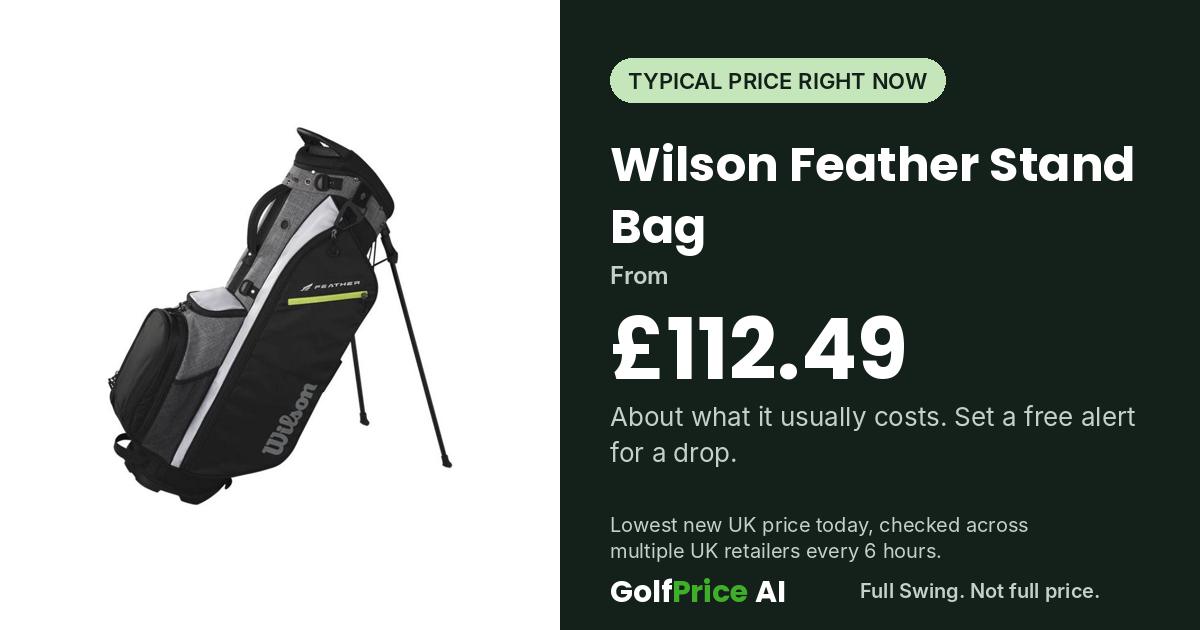 FEATHER
Wilson
TYPICAL PRICE RIGHT NOW
Wilson Feather Stand
Bag
From
£112.49
About what it usually costs. Set a free alert
for a drop.
Lowest new UK price today, checked across
multiple UK retailers every 6 hours.
GolfPrice AI
Full Swing. Not full price.